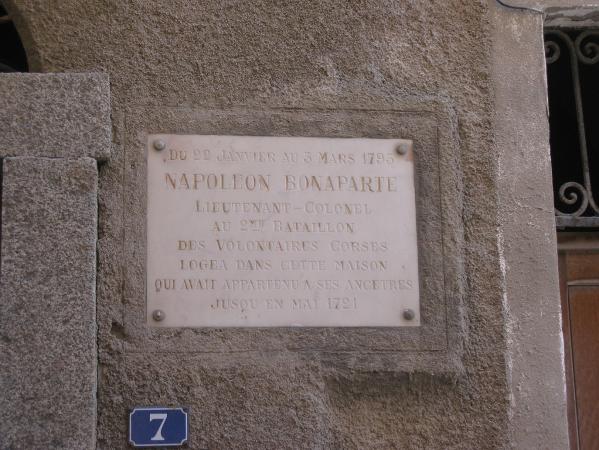 DU 22 JANVIER AU 3 MARS 1793
NAPOLEON BONAPARTE
LIEUTENANT-COLONEL
AU 2ME BATAILLON
DES VOLONTAIRES CORSES
LOGEA DANS CETTE MAISON
QUI AVAIT APPARTENU A SES ANCETRES
JUSQU'EN MAI 1721
7